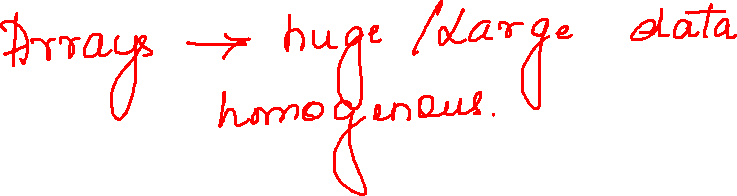 Arrays → huge / Large data
homogenous.